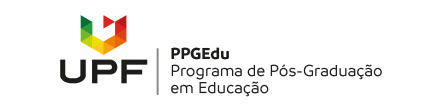 UPF
PPGEdu
Programa de Pós-Graduação
em Educação